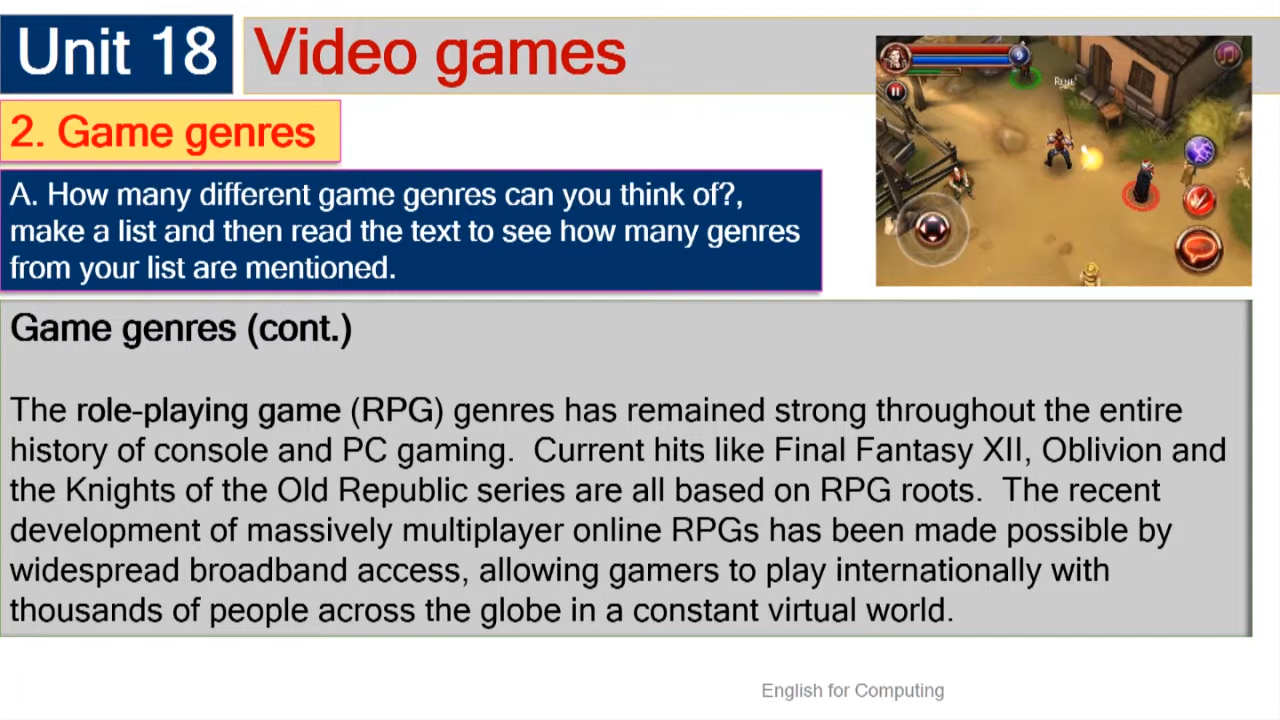 Unit 18
Video games
2. Game genres
A. How many different game genres can you think of?,
make a list and then read the text to see how many genres
from your list are mentioned.
9
RENE
Game genres (cont.)
The role-playing game (RPG) genres has remained strong throughout the entire
history of console and PC gaming.  Current hits like Final Fantasy XII, Oblivion and
the Knights of the Old Republic series are all based on RPG roots.  The recent
development of massively multiplayer online RPGs has been made possible by
widespread broadband access, allowing gamers to play internationally with
thousands of people across the globe in a constant virtual world.
English for Computing